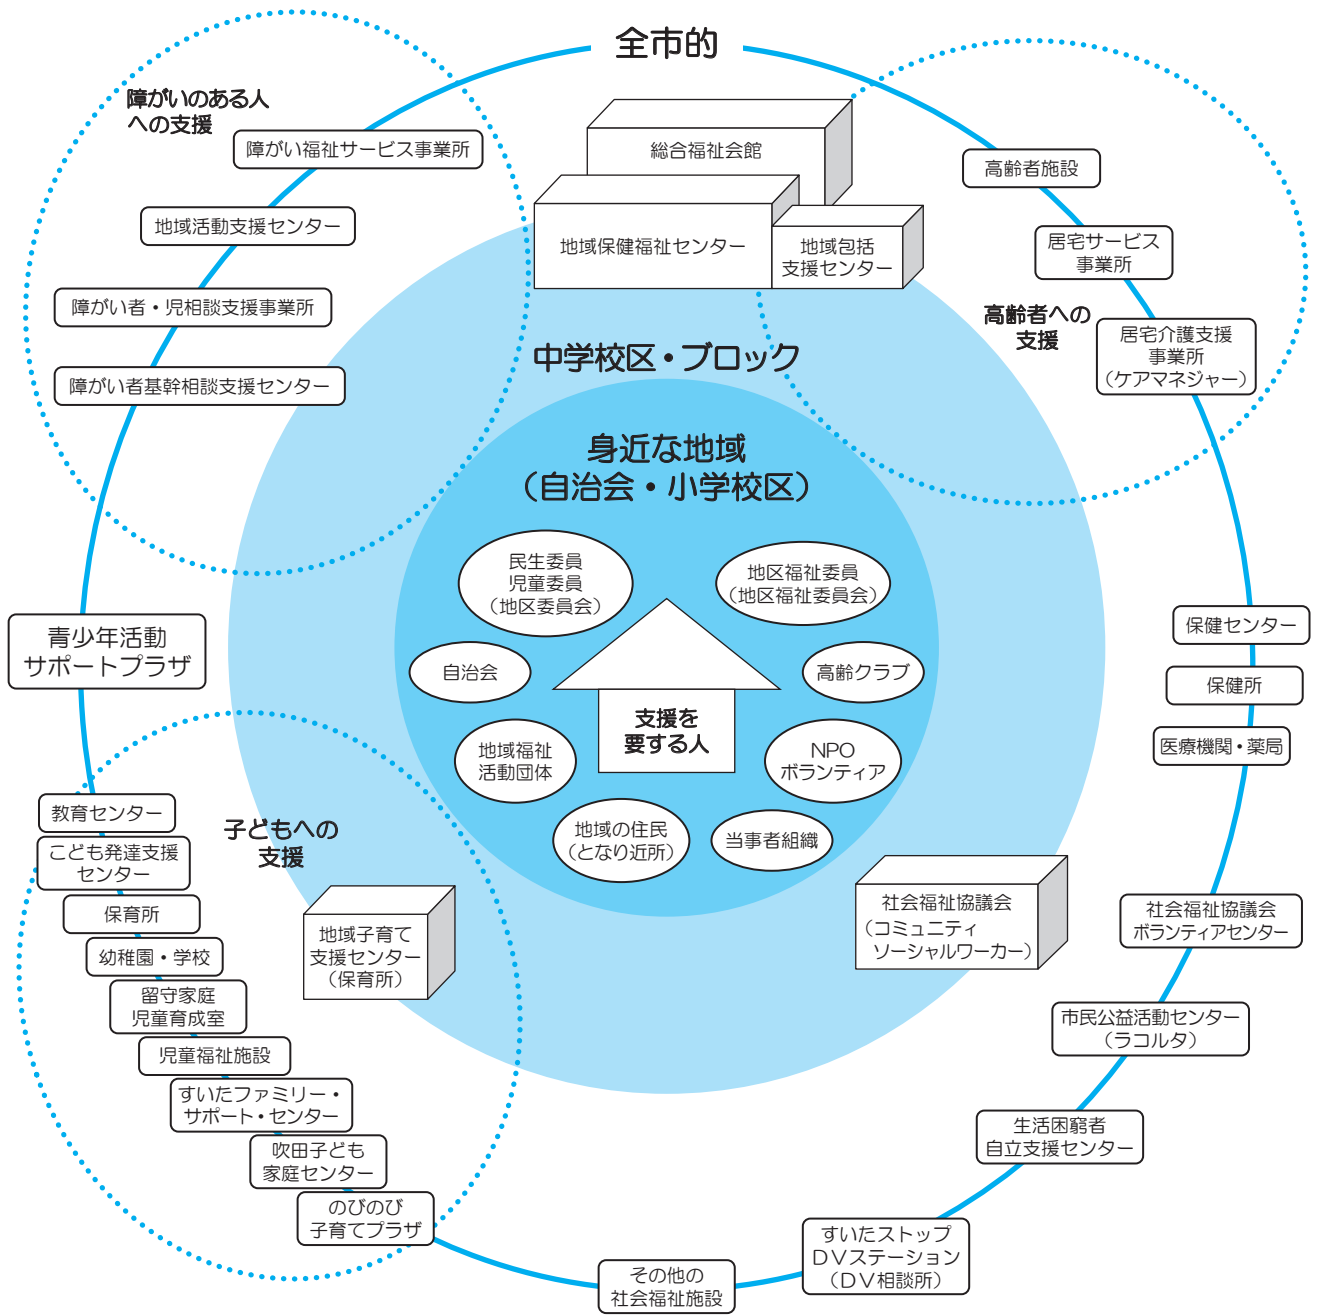 全市的
障がいのある人
への支援
障がい福祉サービス事業所
地域活動支援センター
障がい者・児相談支援事業所
障がい者基幹相談支援センター
総合福祉会館
地域保健福祉センター
地域包括
支援センター
高齢者施設
居宅サービス
事業所
高齢者への
支援
居宅介護支援
事業所
（ケアマネジャー）
中学校区・ブロック
身近な地域
（自治会・小学校区）
民生委員
児童委員
（地区委員会）
地区福祉委員
（地区福祉委員会）
自治会
高齢クラブ
支援を
要する人
地域福祉
活動団体
NPO
ボランティア
地域の住民
（となり近所）
当事者組織
青少年活動
サポートプラザ
保健センター
保健所
医療機関・薬局
教育センター
こども発達支援
センター
保育所
幼稚園・学校
留守家庭
児童育成室
児童福祉施設
すいたファミリー・
サポート・センター
吹田子ども
家庭センター
のびのび
子育てプラザ
子どもへの
支援
地域子育て
支援センター
（保育所）
社会福祉協議会
（コミュニティ
ソーシャルワーカー）
社会福祉協議会
ボランティアセンター
市民公益活動センター
（ラコルタ）
生活困窮者
自立支援センター
すいたストップ
DVステーション
（DV相談所）
その他の
社会福祉施設